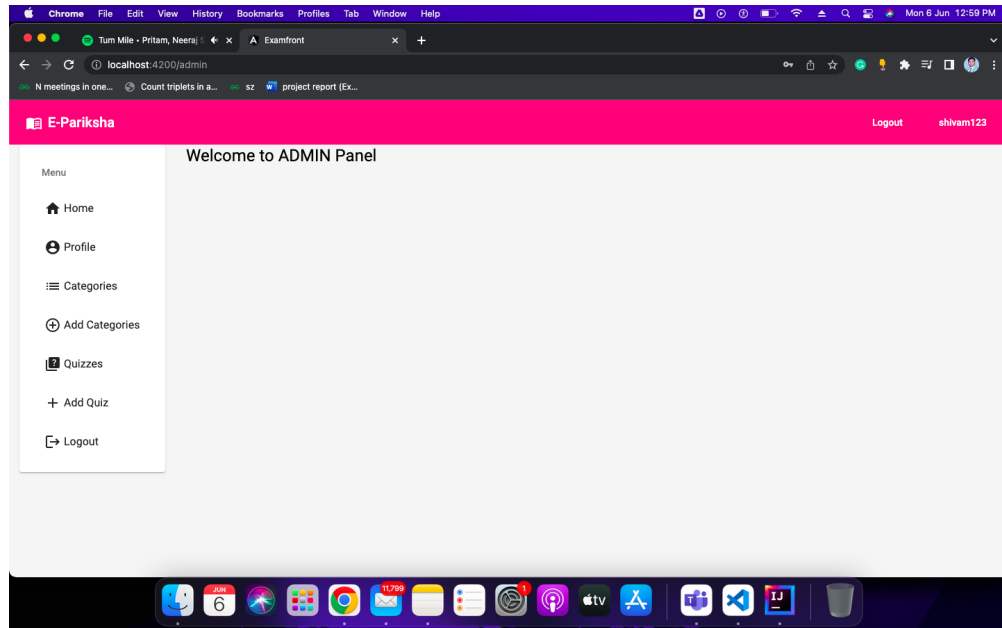 Chrome File Edit View History Bookmarks Profiles Tab Window Help Mon 6 Jun 12:59 PM
Tum Mile • Pritam, Neeraj S Examfront
localhost:4200/admin
N meetings in one... Count triplets in a... sz project report (Ex...
E-Pariksha Logout shivam123
Welcome to ADMIN Panel
Menu
Home
Profile
Categories
Add Categories
Quizzes
Add Quiz
Logout
JUN
6
11,799
1
tv
IJ